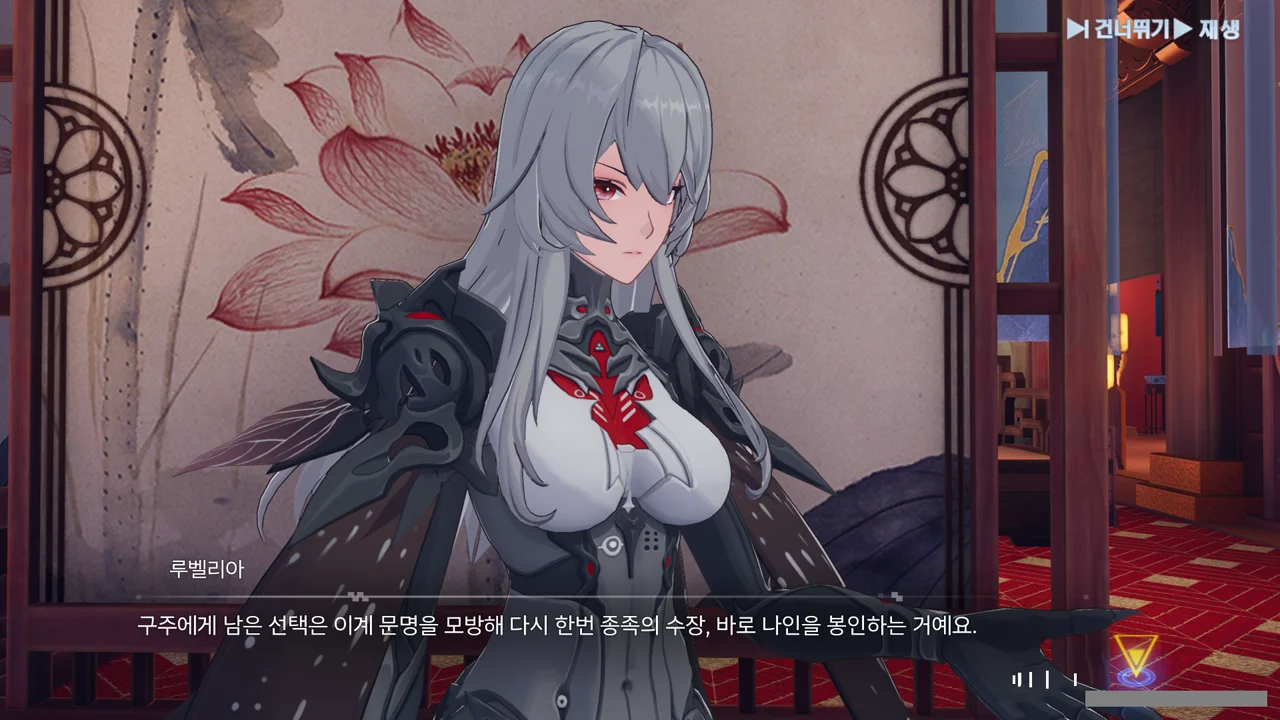 건너뛰기 재생
루벨리아
구주에게 남은 선택은 이계 문명을 모방해 다시 한번 종족의 수장, 바로 나인을 봉인하는 거예요.